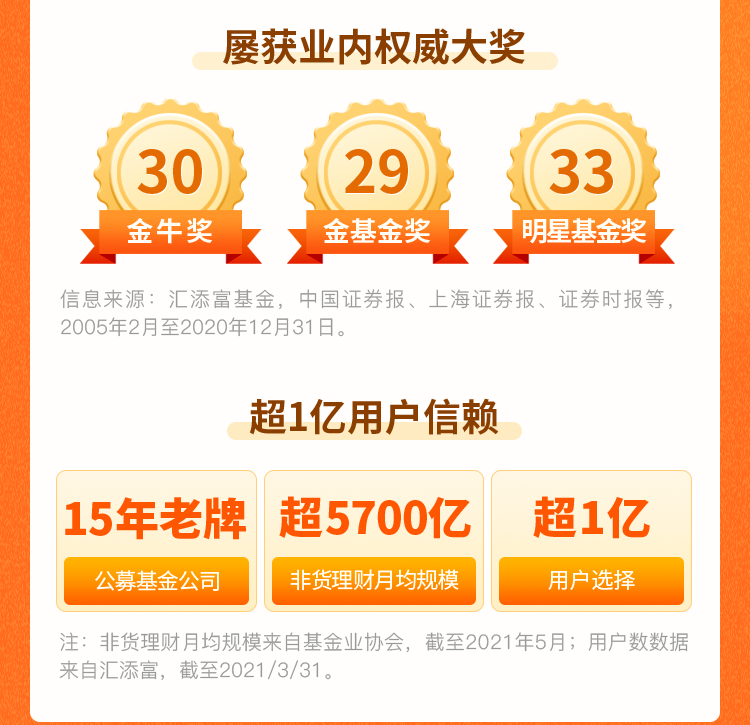 屡获业内权威大奖
30
29
33
金牛奖
金基金奖
明星基金奖
信息来源：汇添富基金，中国证券报、上海证券报、证券时报等，
2005年2月至2020年12月31日。
超1亿用户信赖
15年老牌
超5700亿
超1亿
公募基金公司
非货理财月均规模
用户选择
注：非货理财月均规模来自基金业协会，截至2021年5月；用户数数据
来自汇添富，截至2021/3/31。